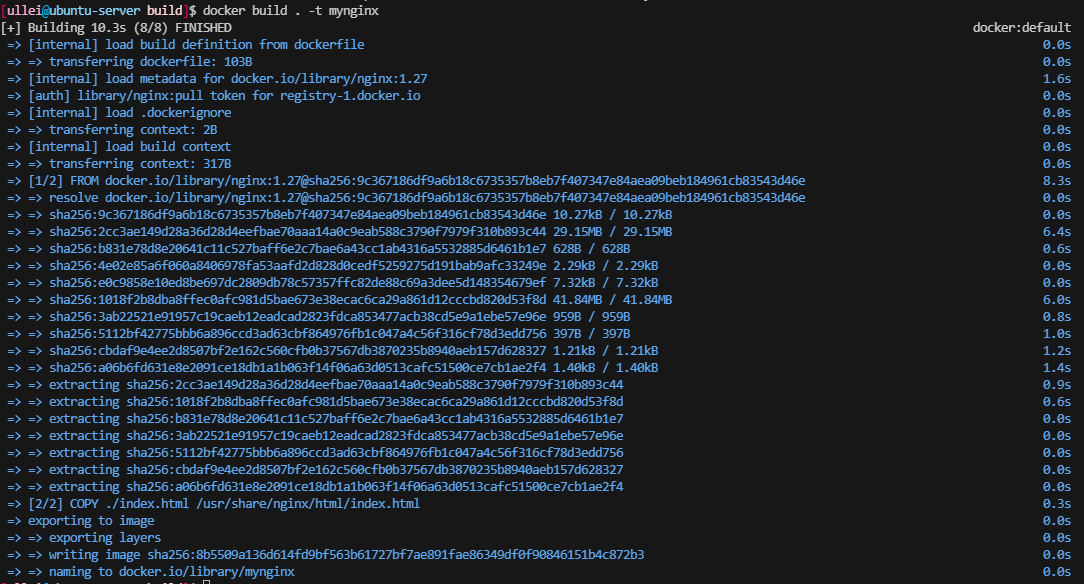 [ullei@ubuntu-server build]$ docker build . -t mynginx
[+] Building 10.3s (8/8) FINISHED docker:default
=> [internal] load build definition from dockerfile 0.0s
=> => transferring dockerfile: 103B 0.0s
=> [internal] load metadata for docker.io/library/nginx:1.27 1.6s
=> [auth] library/nginx:pull token for registry-1.docker.io 0.0s
=> [internal] load .dockerignore 0.0s
=> => transferring context: 2B 0.0s
=> [internal] load build context 0.0s
=> => transferring context: 317B 0.0s
=> [1/2] FROM docker.io/library/nginx:1.27@sha256:9c367186df9a6b18c6735357b8eb7f407347e84aea09beb184961cb83543d46e 8.3s
=> => resolve docker.io/library/nginx:1.27@sha256:9c367186df9a6b18c6735357b8eb7f407347e84aea09beb184961cb83543d46e 0.0s
=> => sha256:9c367186df9a6b18c6735357b8eb7f407347e84aea09beb184961cb83543d46e 10.27kB / 10.27kB 0.0s
=> => sha256:2cc3ae149d28a36d28d4eefbae70aaa14a0c9eab588c3790f7979f310b893c44 29.15MB / 29.15MB 6.4s
=> => sha256:b831e78d8e20641c11c527baff6e2c7bae6a43cc1ab4316a5532885d6461b1e7 628B / 628B 0.6s
=> => sha256:4e02e85a6f060a8406978fa53aafd2d828d0cedf5259275d191bab9afc33249e 2.29kB / 2.29kB 0.0s
=> => sha256:e0c9858e10ed8be697dc2809db78c57357ffc82de88c69a3dee5d148354679ef 7.32kB / 7.32kB 0.0s
=> => sha256:1018f2b8dba8ffec0afc981d5bae673e38ecac6ca29a861d12cccbd820d53f8d 41.84MB / 41.84MB 6.0s
=> => sha256:3ab22521e91957c19caeb12eadcad2823fdca853477acb38cd5e9a1ebe57e96e 959B / 959B 0.8s
=> => sha256:5112bf42775bbb6a896ccd3ad63cbf864976fb1c047a4c56f316cf78d3edd756 397B / 397B 1.0s
=> => sha256:cbdaf9e4ee2d8507bf2e162c560cfb0b37567db3870235b8940aeb157d628327 1.21kB / 1.21kB 1.2s
=> => sha256:a06b6fd631e8e2091ce18db1a1b063f14f06a63d0513cafc51500ce7cb1ae2f4 1.40kB / 1.40kB 1.4s
=> => extracting sha256:2cc3ae149d28a36d28d4eefbae70aaa14a0c9eab588c3790f7979f310b893c44 0.9s
=> => extracting sha256:1018f2b8dba8ffec0afc981d5bae673e38ecac6ca29a861d12cccbd820d53f8d 0.6s
=> => extracting sha256:b831e78d8e20641c11c527baff6e2c7bae6a43cc1ab4316a5532885d6461b1e7 0.0s
=> => extracting sha256:3ab22521e91957c19caeb12eadcad2823fdca853477acb38cd5e9a1ebe57e96e 0.0s
=> => extracting sha256:5112bf42775bbb6a896ccd3ad63cbf864976fb1c047a4c56f316cf78d3edd756 0.0s
=> => extracting sha256:cbdaf9e4ee2d8507bf2e162c560cfb0b37567db3870235b8940aeb157d628327 0.0s
=> => extracting sha256:a06b6fd631e8e2091ce18db1a1b063f14f06a63d0513cafc51500ce7cb1ae2f4 0.0s
=> [2/2] COPY ./index.html /usr/share/nginx/html/index.html 0.3s
=> exporting to image 0.0s
=> => exporting layers 0.0s
=> => writing image sha256:8b5509a136d614fd9bf563b61727bf7ae891fae86349df0f90846151b4c872b3 0.0s
=> => naming to docker.io/library/mynginx 0.0s